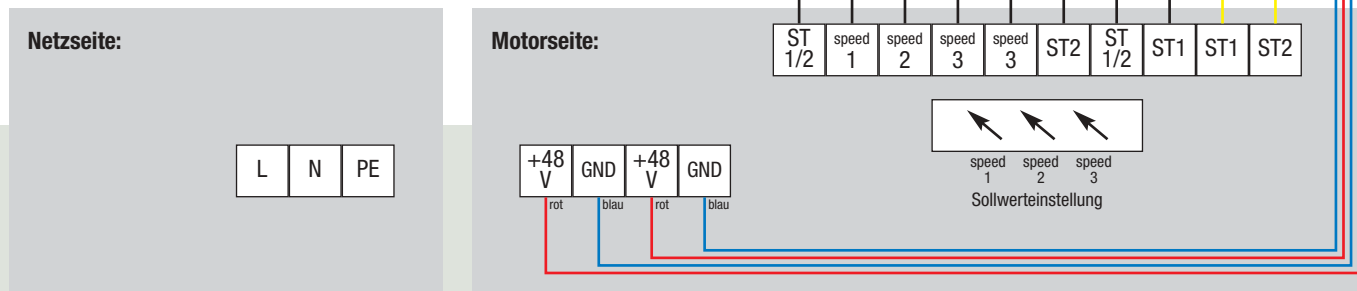 Netzseite:
L N PE
Motorseite:
ST 1/2 speed 1 speed 2 speed 3 speed 3 ST2 ST 1/2 ST1 ST1 ST2
+48 V GND +48 V GND
rot blau rot blau
speed 1 speed 2 speed 3
Sollwerteinstellung